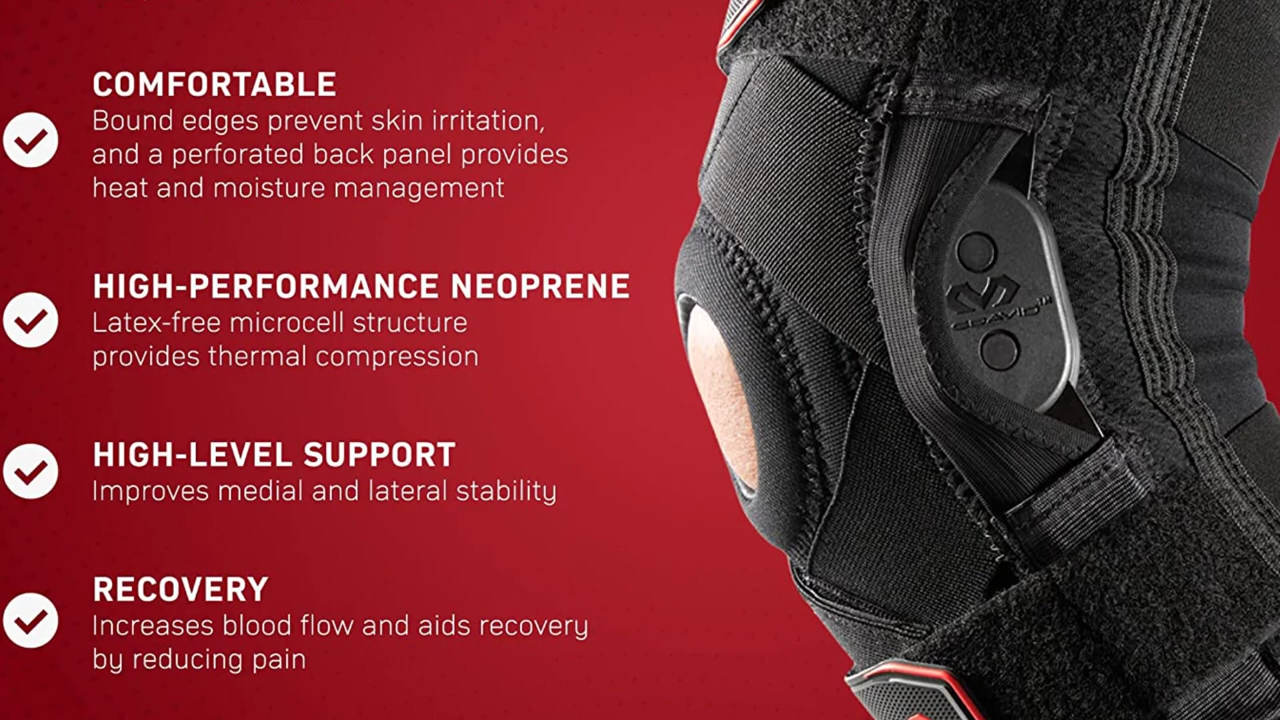 COMFORTABLE
Bound edges prevent skin irritation,
and a perforated back panel provides
heat and moisture management
HIGH-PERFORMANCE NEOPRENE
Latex-free microcell structure
provides thermal compression
HIGH-LEVEL SUPPORT
Improves medial and lateral stability
RECOVERY
Increases blood flow and aids recovery
by reducing pain